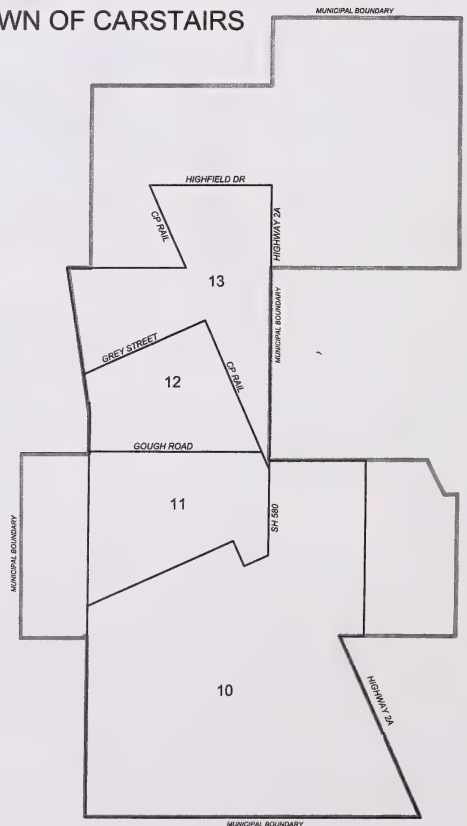 WN OF CARSTAIRS
MUNICIPAL BOUNDARY
HIGHFIELD DR
CP RAIL
HIGHWAY 2A
13
MUNICIPAL BOUNDARY
GREY STREET
CP RAIL
12
GOUGH ROAD
11
SH 580
MUNICIPAL BOUNDARY
10
HIGHWAY 2A
MUNICIPAL BOUNDARY